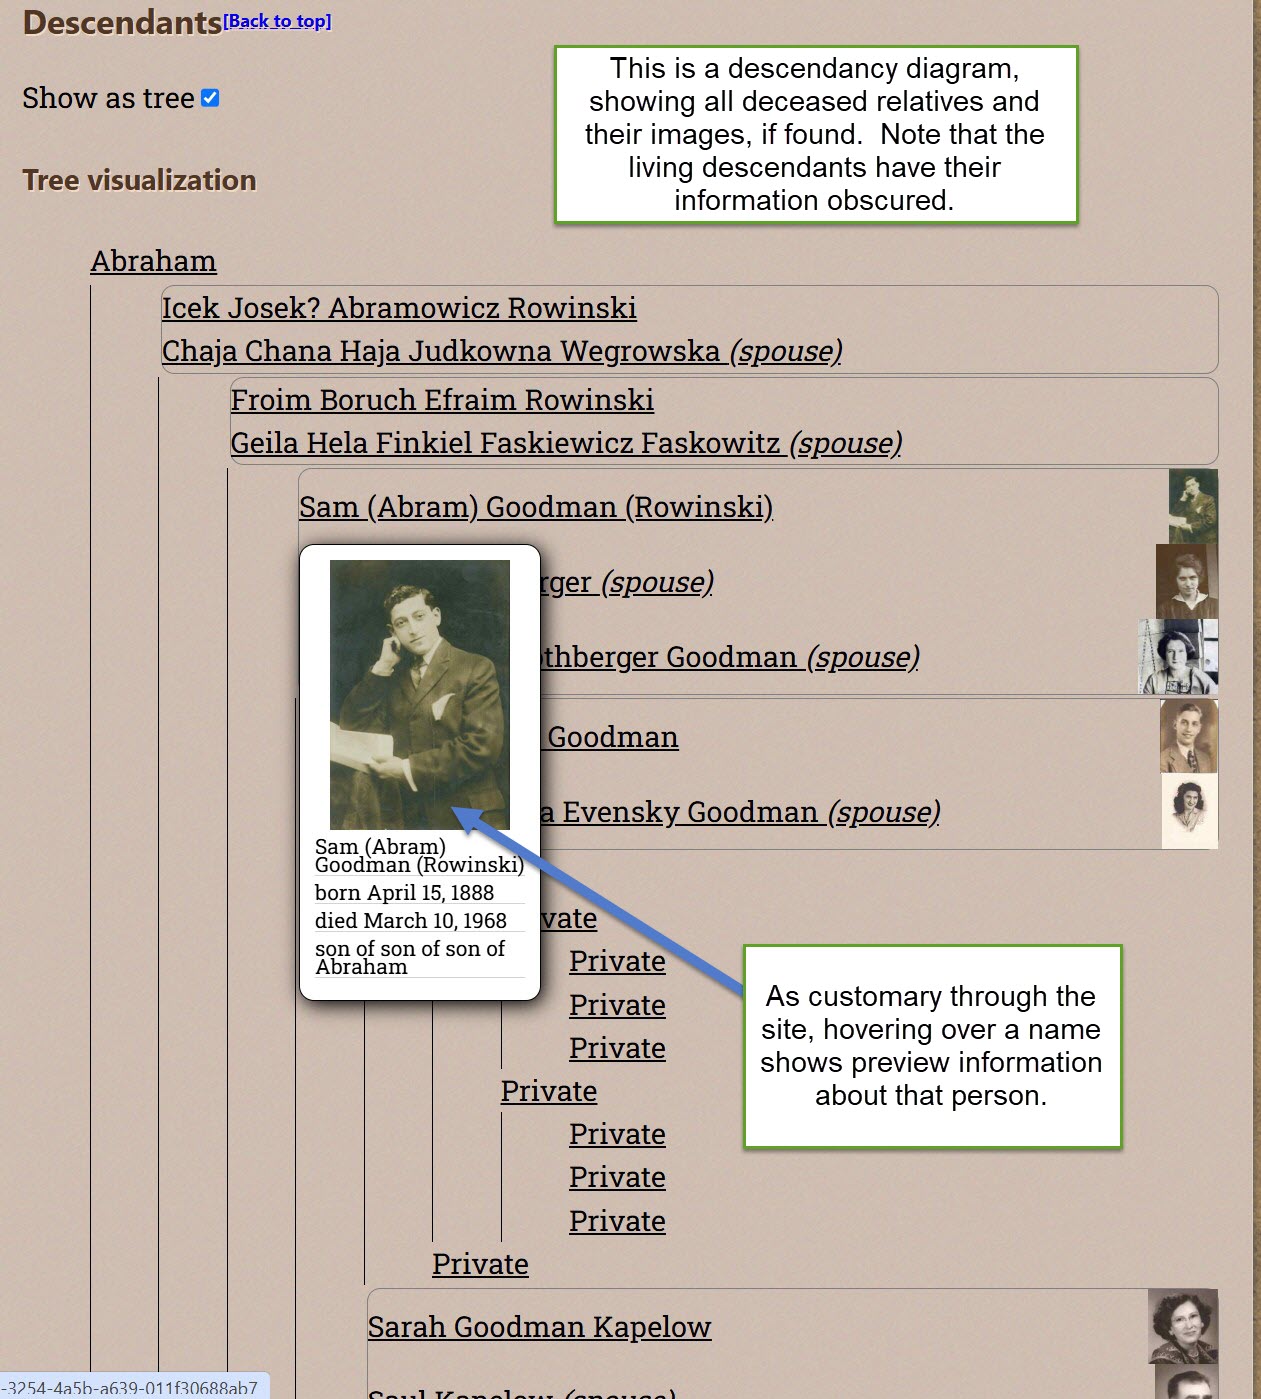 Descendants[Back to top]
Show as tree
This is a descendancy diagram,
showing all deceased relatives and
their images, if found. Note that the
living descendants have their
information obscured.
Tree visualization
Abraham
Icek Josek? Abramowicz Rowinski
Chaja Chana Haja Judkowna Wegrowska (spouse)
Froim Boruch Efraim Rowinski
Geila Hela Finkiel Faskiewicz Faskowitz (spouse)
Sam (Abram) Goodman (Rowinski)
rger (spouse)
othberger Goodman (spouse)
Goodman
a Evensky Goodman (spouse)
Sam (Abram)
Goodman (Rowinski)
born April 15, 1888
died March 10, 1968
son of son of son of
Abraham
vate
Private
Private
Private
As customary through the
site, hovering over a name
shows preview information
about that person.
Private
Private
Private
Private
Private
Sarah Goodman Kapelow
Saul Kapelow (spouse)
-3254-4a5b-a639-011f30688ab7